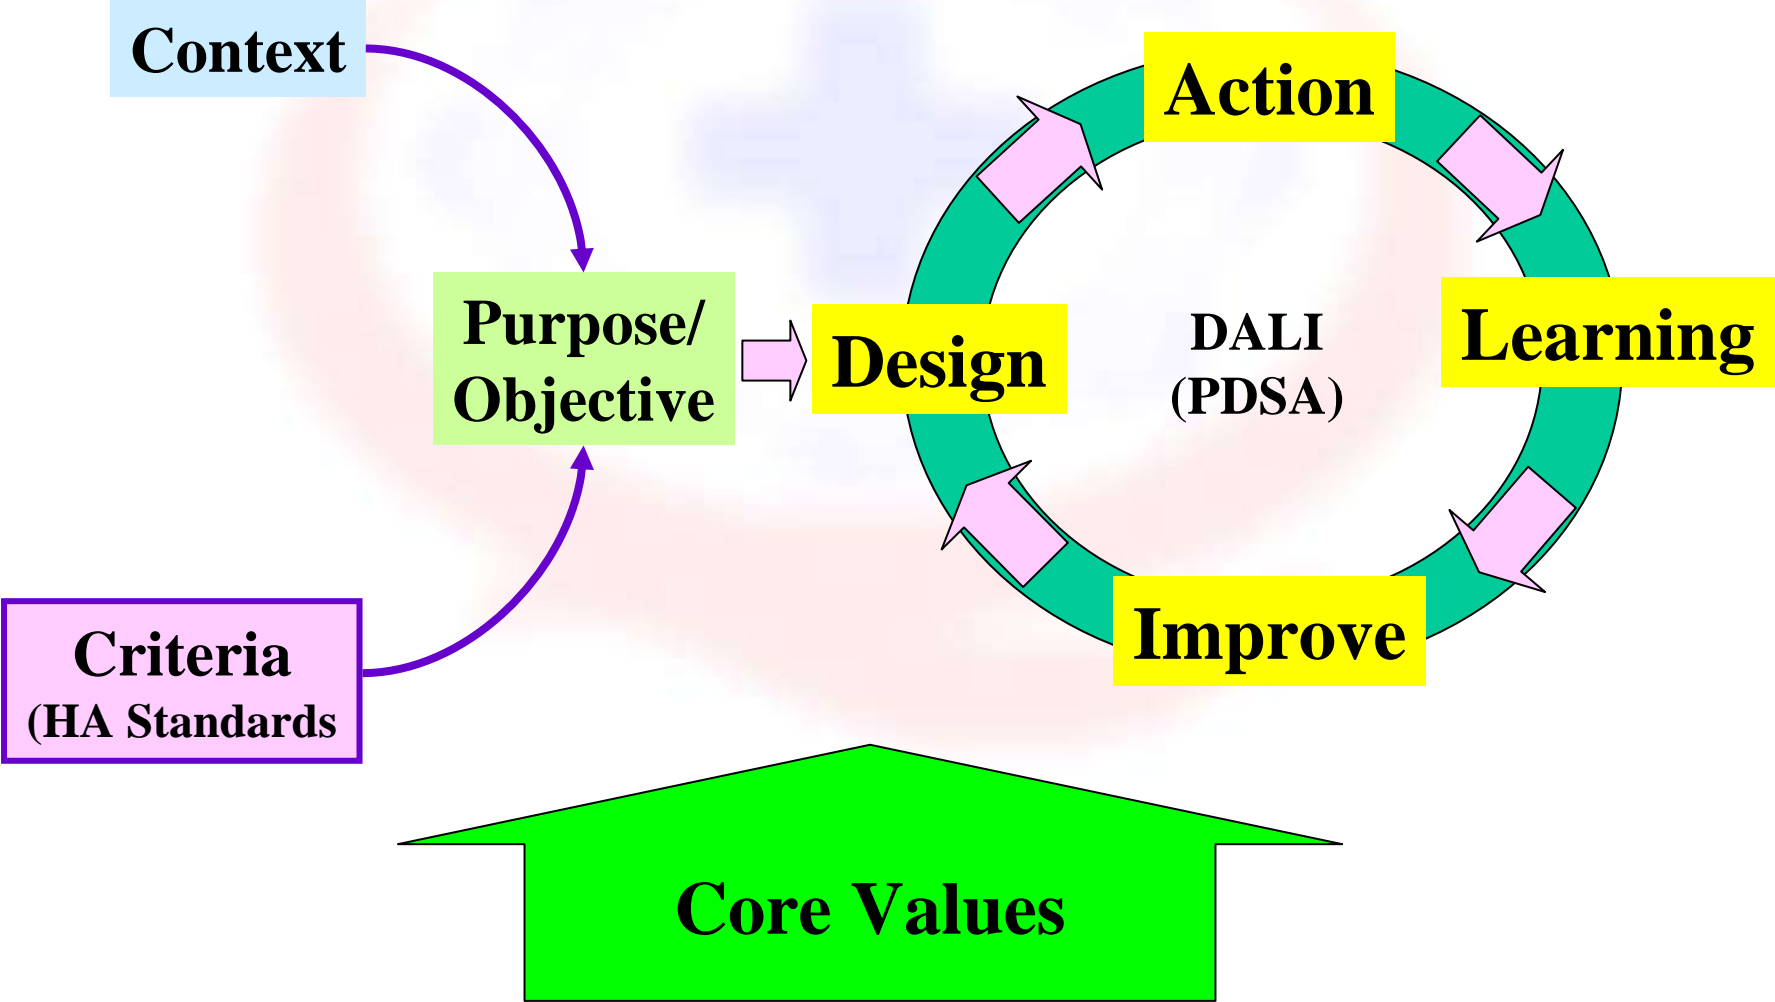 Context
Purpose/
Objective
Criteria
(HA Standards
Design
Action
Learning
Improve
DALI
(PDSA)
Core Values